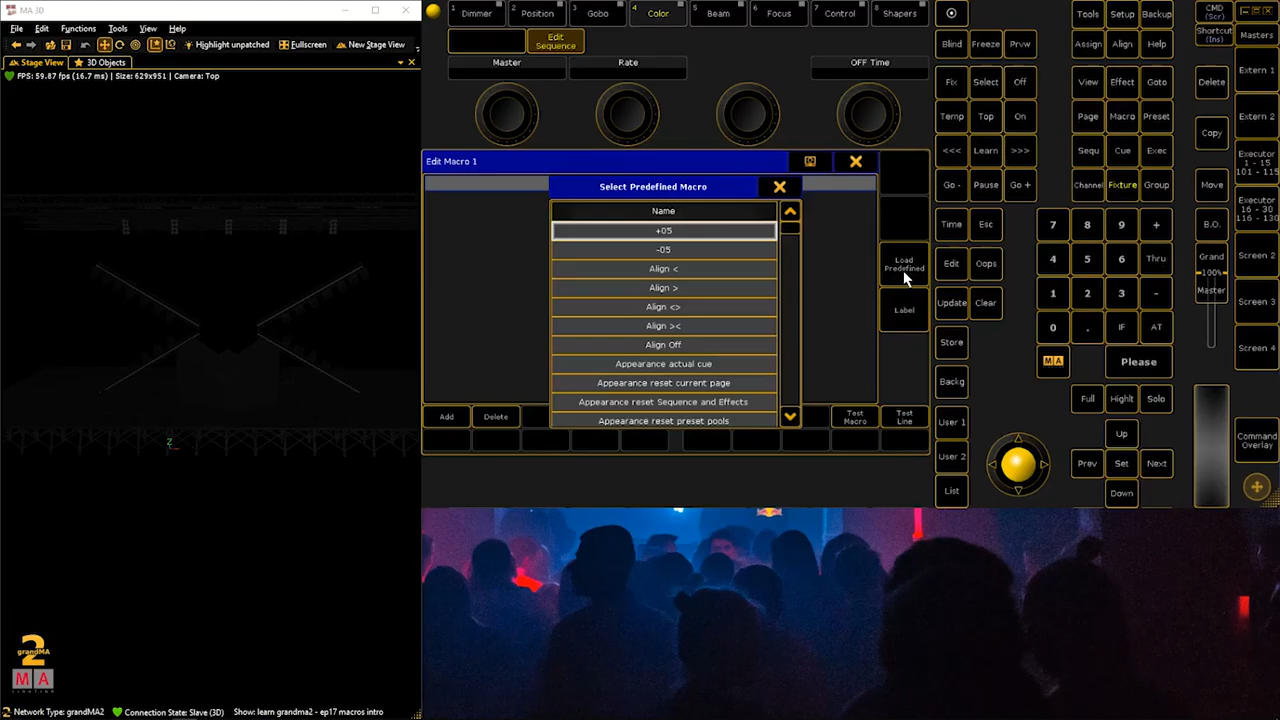 MA 3D
File Edit Functions Tools View Help
Highlight unpatched Fullscreen New Stage View
Stage View 3D Objects
FPS: 59.87 fps (16.7 ms) | Size: 629x951 | Camera: Top
Z
2
grandMA
MA
LIGHTING
Network Type: grandMA2 Connection State: Slave (3D) Show: learn grandma2 - ep17 macros intro
1 Dimmer 2 Position 3 Gobo 4 Color 5 Beam 6 Focus 7 Control 8 Shapers
Edit Sequence
Master Rate OFF Time
Edit Macro 1
Select Predefined Macro
Name
+05
-05
Align <
Align >
Align <>
Align ><
Align Off
Appearance actual cue
Appearance reset current page
Appearance reset Sequence and Effects
Appearance reset preset pools
Load Predefined
Label
Add Delete
Test Macro
Test Line
Tools Setup Backup
Blind Freeze Prvw Assign Align Help
Fix Select Off View Effect Goto
Temp Top On Page Macro Preset
<<< Learn >>> Sequ Cue Exec
Go - Pause Go + Channel Fixture Group
Time Esc 7 8 9 +
Edit Oops 4 5 6 Thru
Update Clear 1 2 3 -
Store 0 . IF AT
MA Please
Backg Full Highlt Solo
User 1 Up
User 2 Prev Set Next
List Down
CMD (Scr)
Shortcut (Ins)
Delete
Copy
Move
B.O.
Grand
100%
Master
Masters
Extern 1
Extern 2
Executor 1 - 15 101 - 115
Executor 16 - 30 116 - 130
Screen 2
Screen 3
Screen 4
Command Overlay